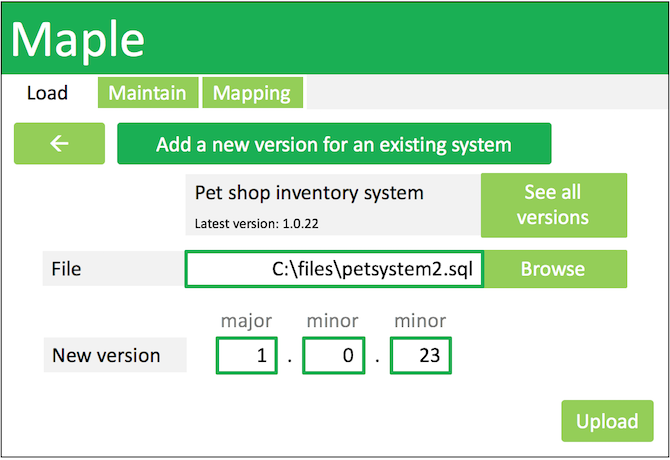 Maple
Load Maintain Mapping
← Add a new version for an existing system
Pet shop inventory system
Latest version: 1.0.22
See all
versions
File C:\files\petsystem2.sql Browse
major minor minor
New version 1 . 0 . 23
Upload